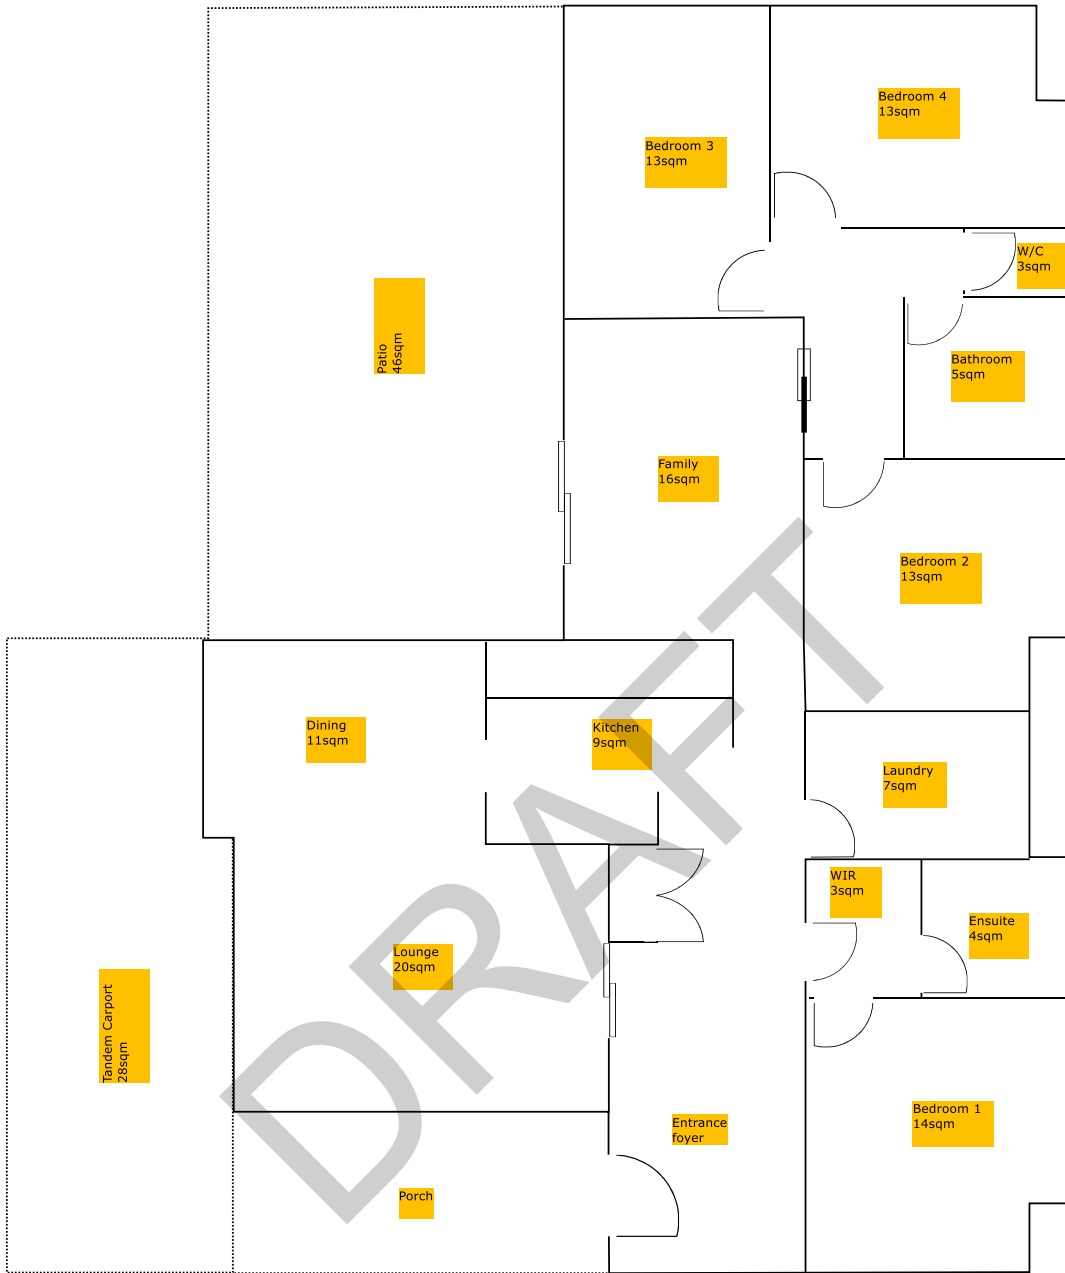 Bedroom 4
13sqm
Bedroom 3
13sqm
W/C
3sqm
Patio
46sqm
Bathroom
5sqm
Family
16sqm
Bedroom 2
13sqm
Dining
11sqm
Kitchen
9sqm
Laundry
7sqm
WIR
3sqm
Ensuite
4sqm
Lounge
20sqm
Tandem Carport
28sqm
Bedroom 1
14sqm
Entrance
foyer
Porch
DRAFT